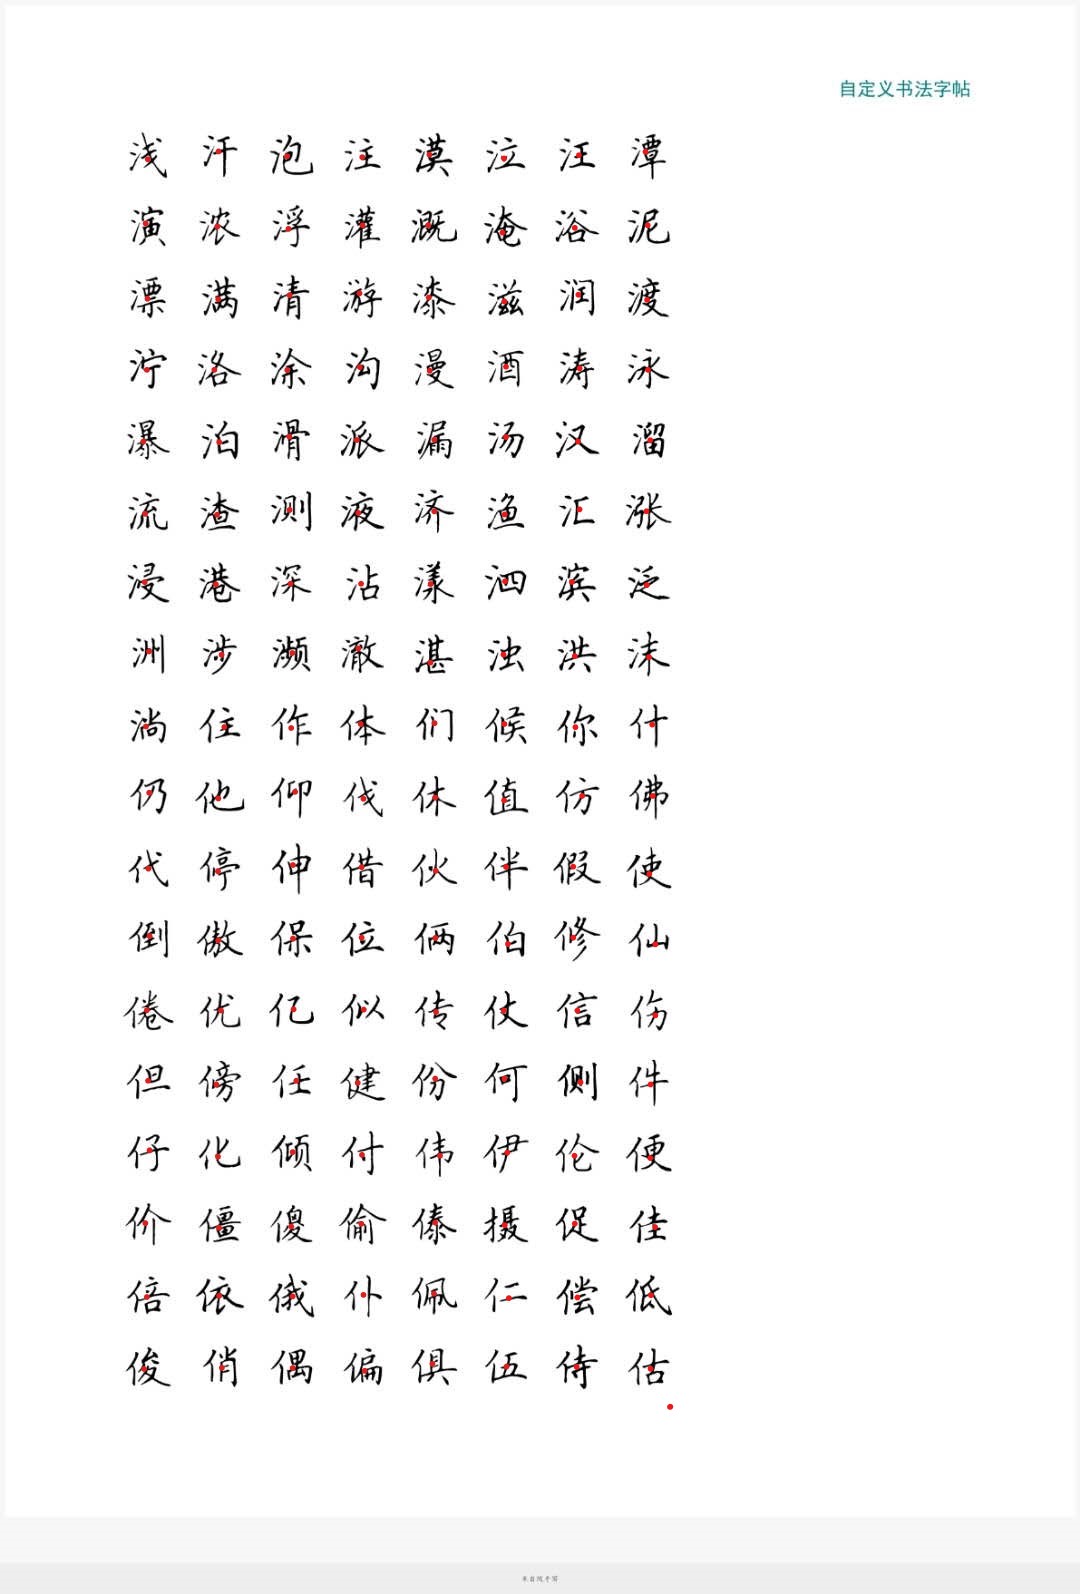 自定义书法字帖
浅汗泡注漠泣汪潭
演浓浮灌溉淹浴泥
漂满清游漆滋润渡
泞洛涂沟漫酒涛泳
瀑泊滑派漏汤汉溜
流渣测液济渔汇涨
浸港深沾漾泗滨泛
洲涉濒澈湛浊洪沫
淌住作体们候你什
仍他仰伐休值仿佛
代停伸借伙伴假使
倒傲保位俩伯修仙
倦优亿似传仗信伤
但傍任健份何侧件
仔化倾付伟伊伦便
价僵傻偷傣摄促佳
倍依俄仆佩仁偿低
俊俏偶偏俱伍侍估
来自随手写